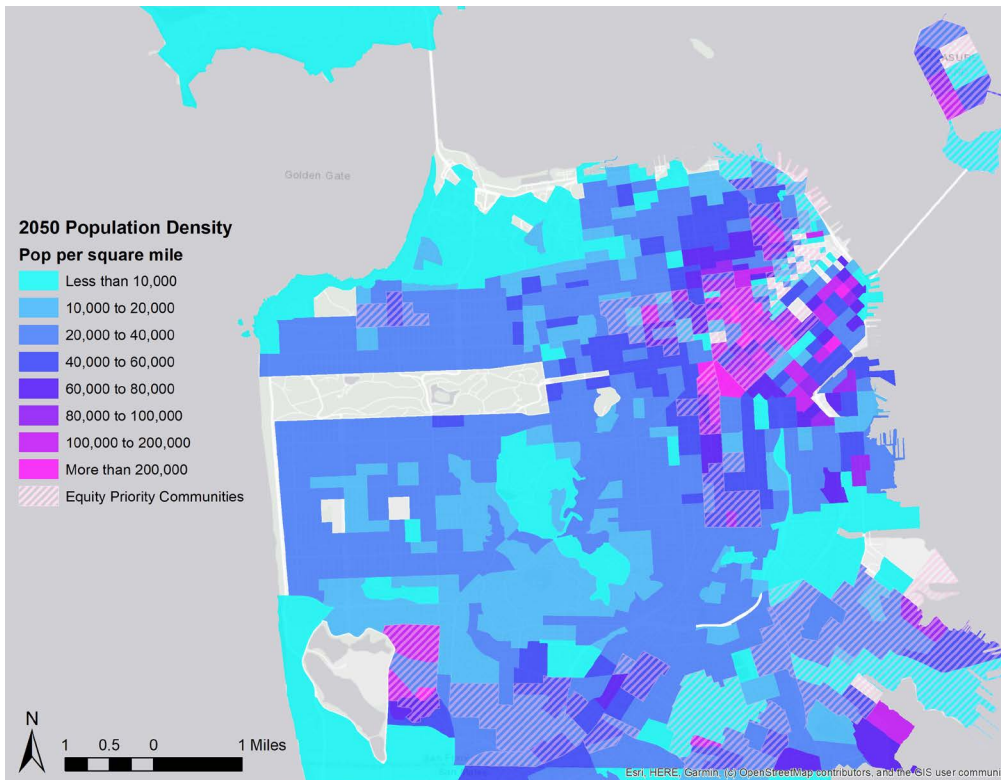 Golden Gate
2050 Population Density
Pop per square mile
Less than 10,000
10,000 to 20,000
20,000 to 40,000
40,000 to 60,000
60,000 to 80,000
80,000 to 100,000
100,000 to 200,000
More than 200,000
Equity Priority Communities
N
1 0.5 0 1 Miles
Esri, HERE, Garmin, (c) OpenStreetMap contributors, and the GIS user communi